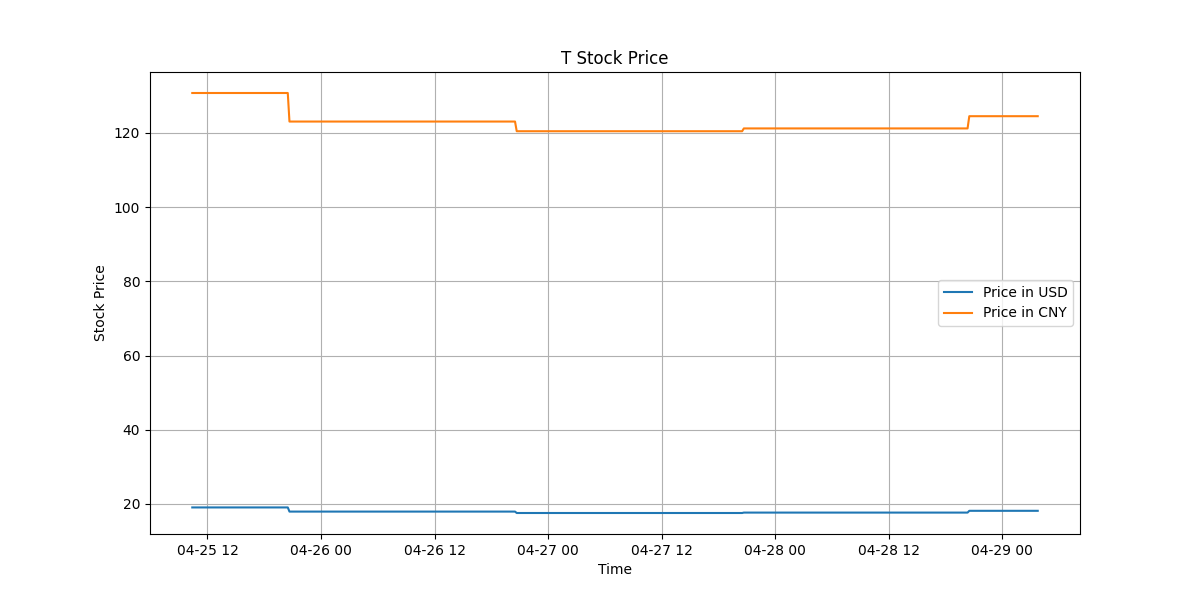 T Stock Price
Stock Price
120
100
80
60
40
20
Price in USD
Price in CNY
04-25 12
04-26 00
04-26 12
04-27 00
04-27 12
04-28 00
04-28 12
04-29 00
Time